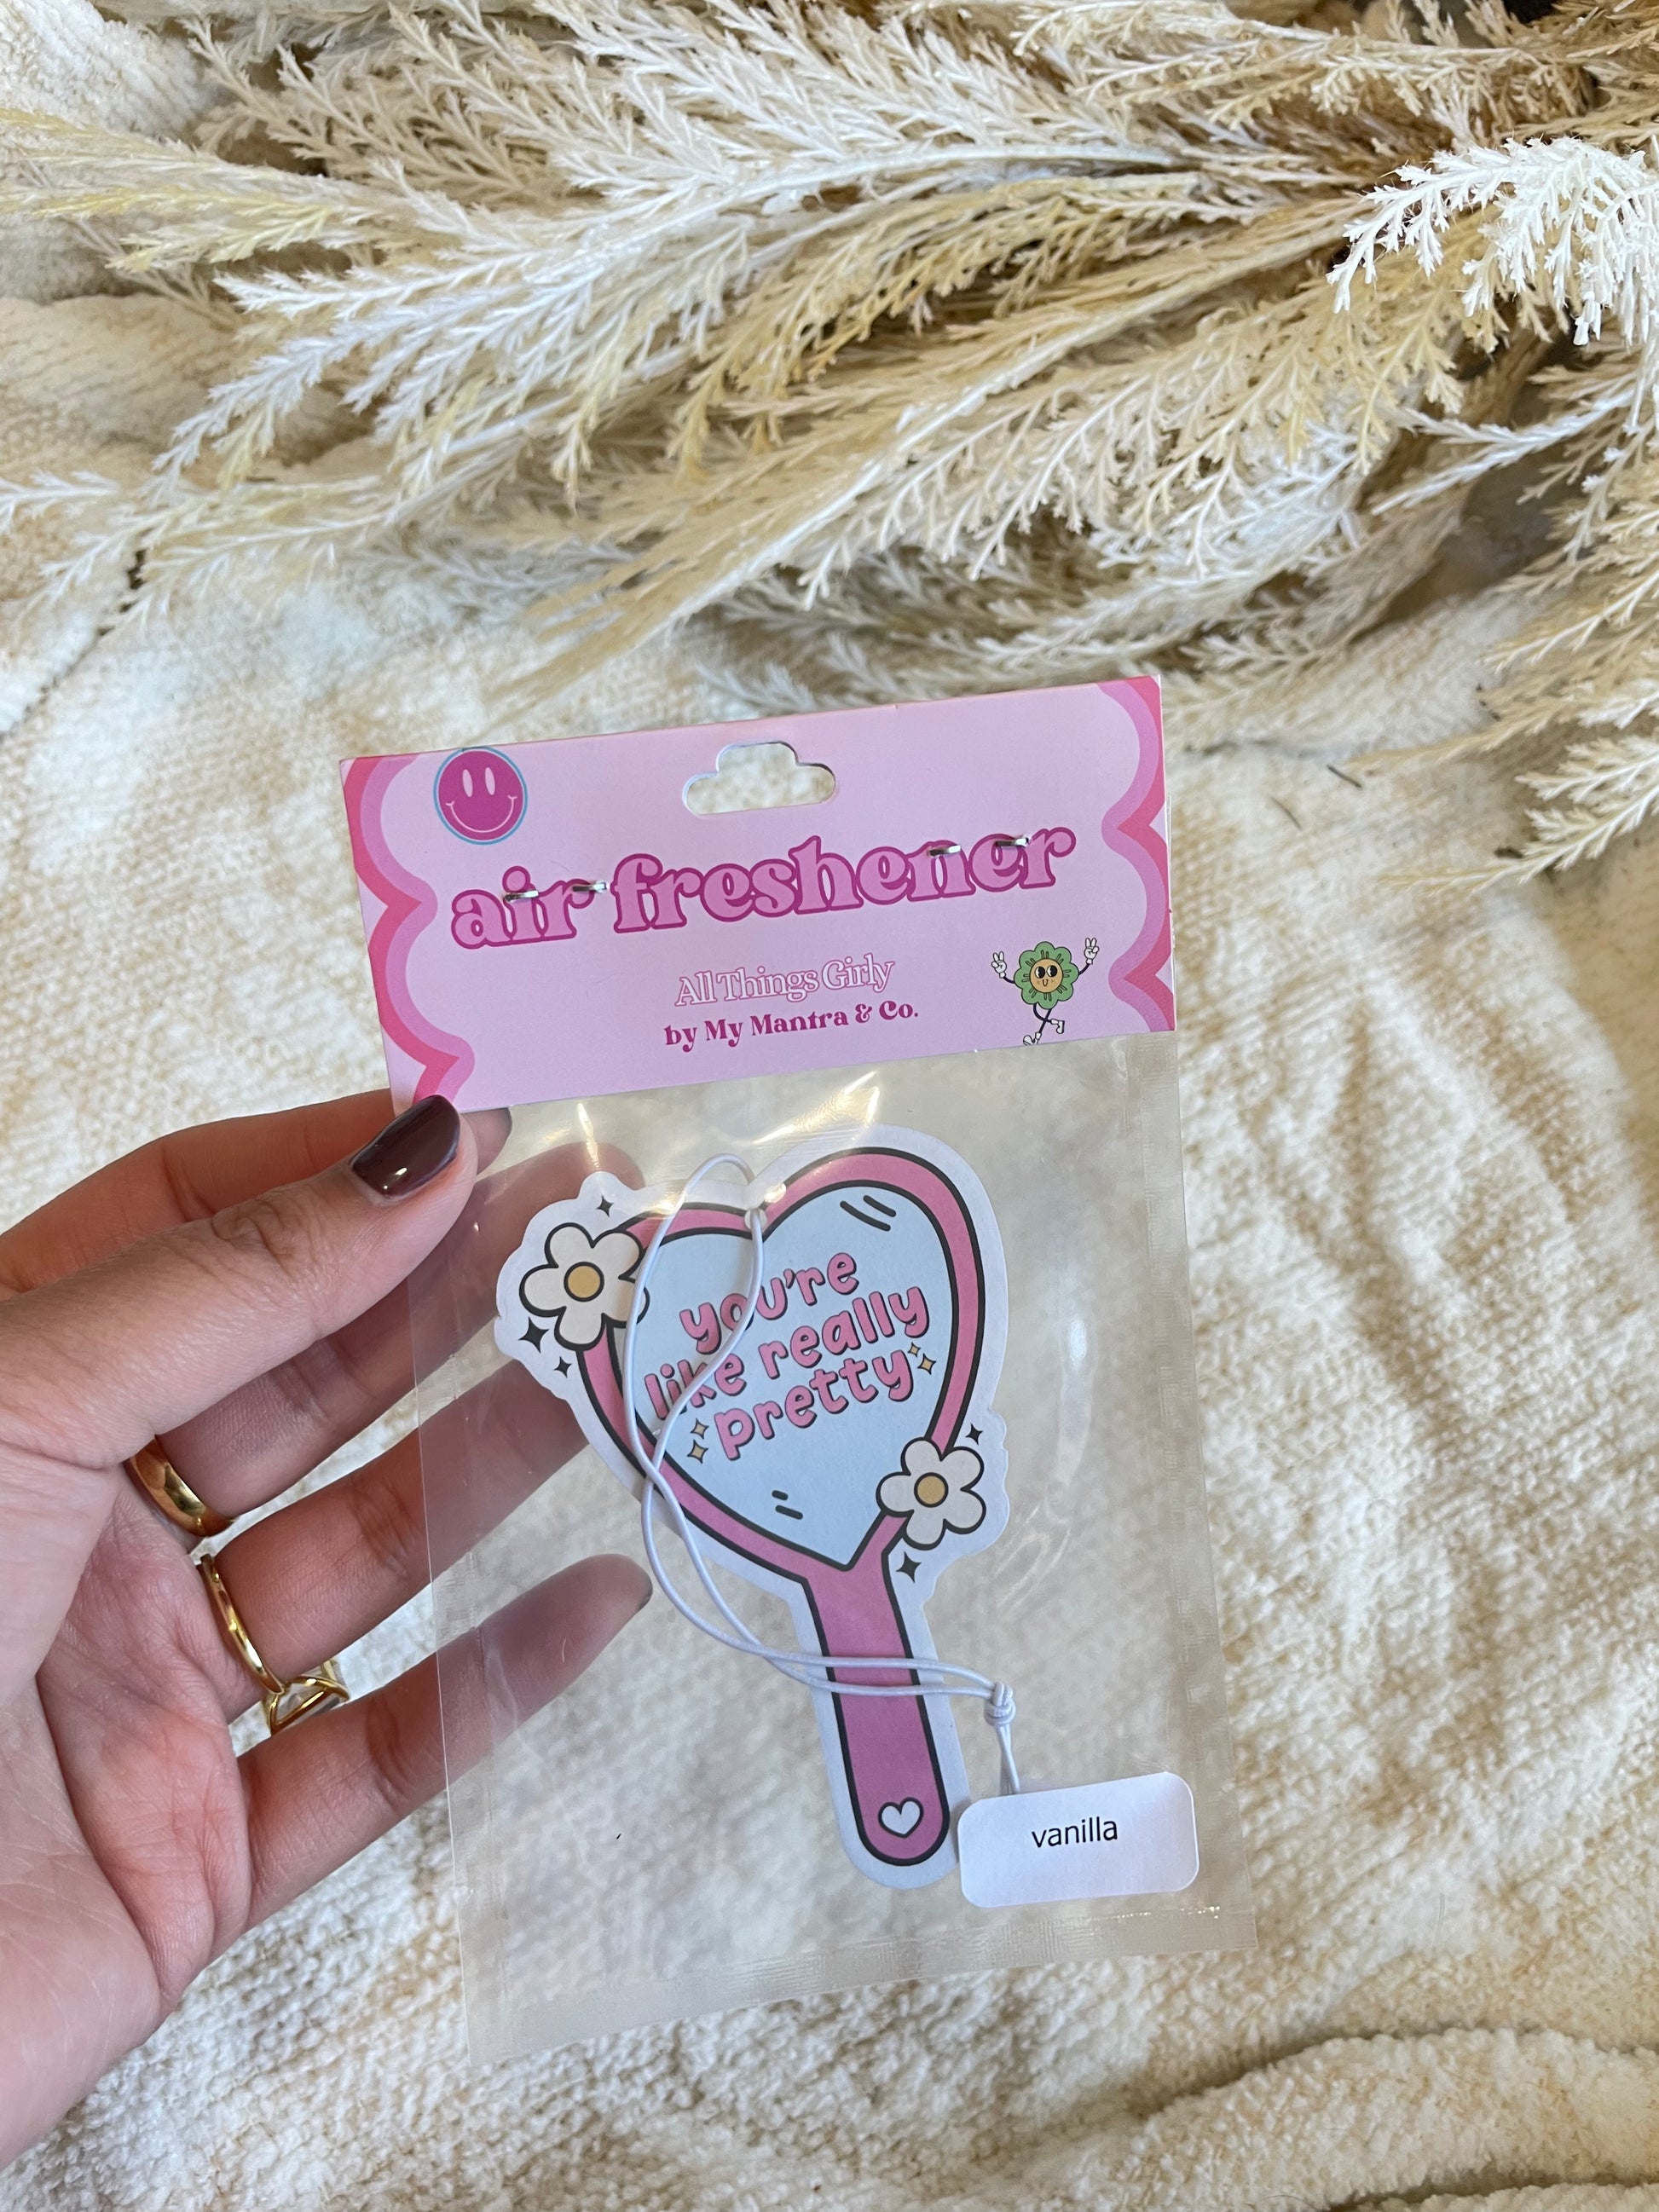 air freshener
All Things Girly
by My Mantra & Co.
you're
like really
pretty
vanilla